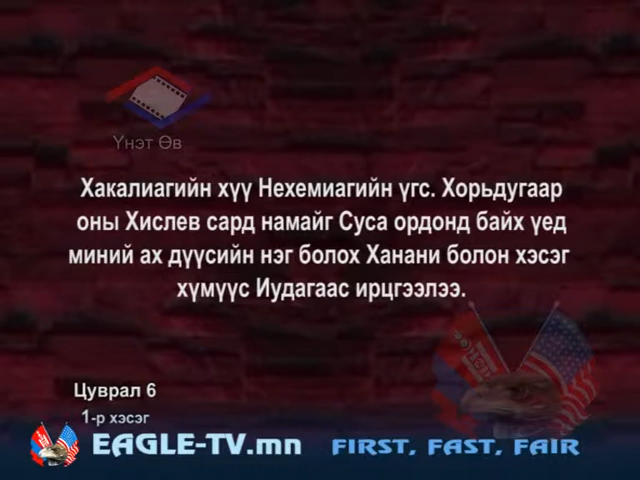 Үнэт Өв
Хакалиагийн хүү Нехемиагийн үгс. Хорьдугаар
оны Хислев сард намайг Суса ордонд байх үед
миний ах дүүсийн нэг болох Ханани болон хэсэг
хүмүүс Иудагаас ирцгээлээ.
Цуврал 6
1-р хэсэг
EAGLE-TV.mn FIRST, FAST, FAIR